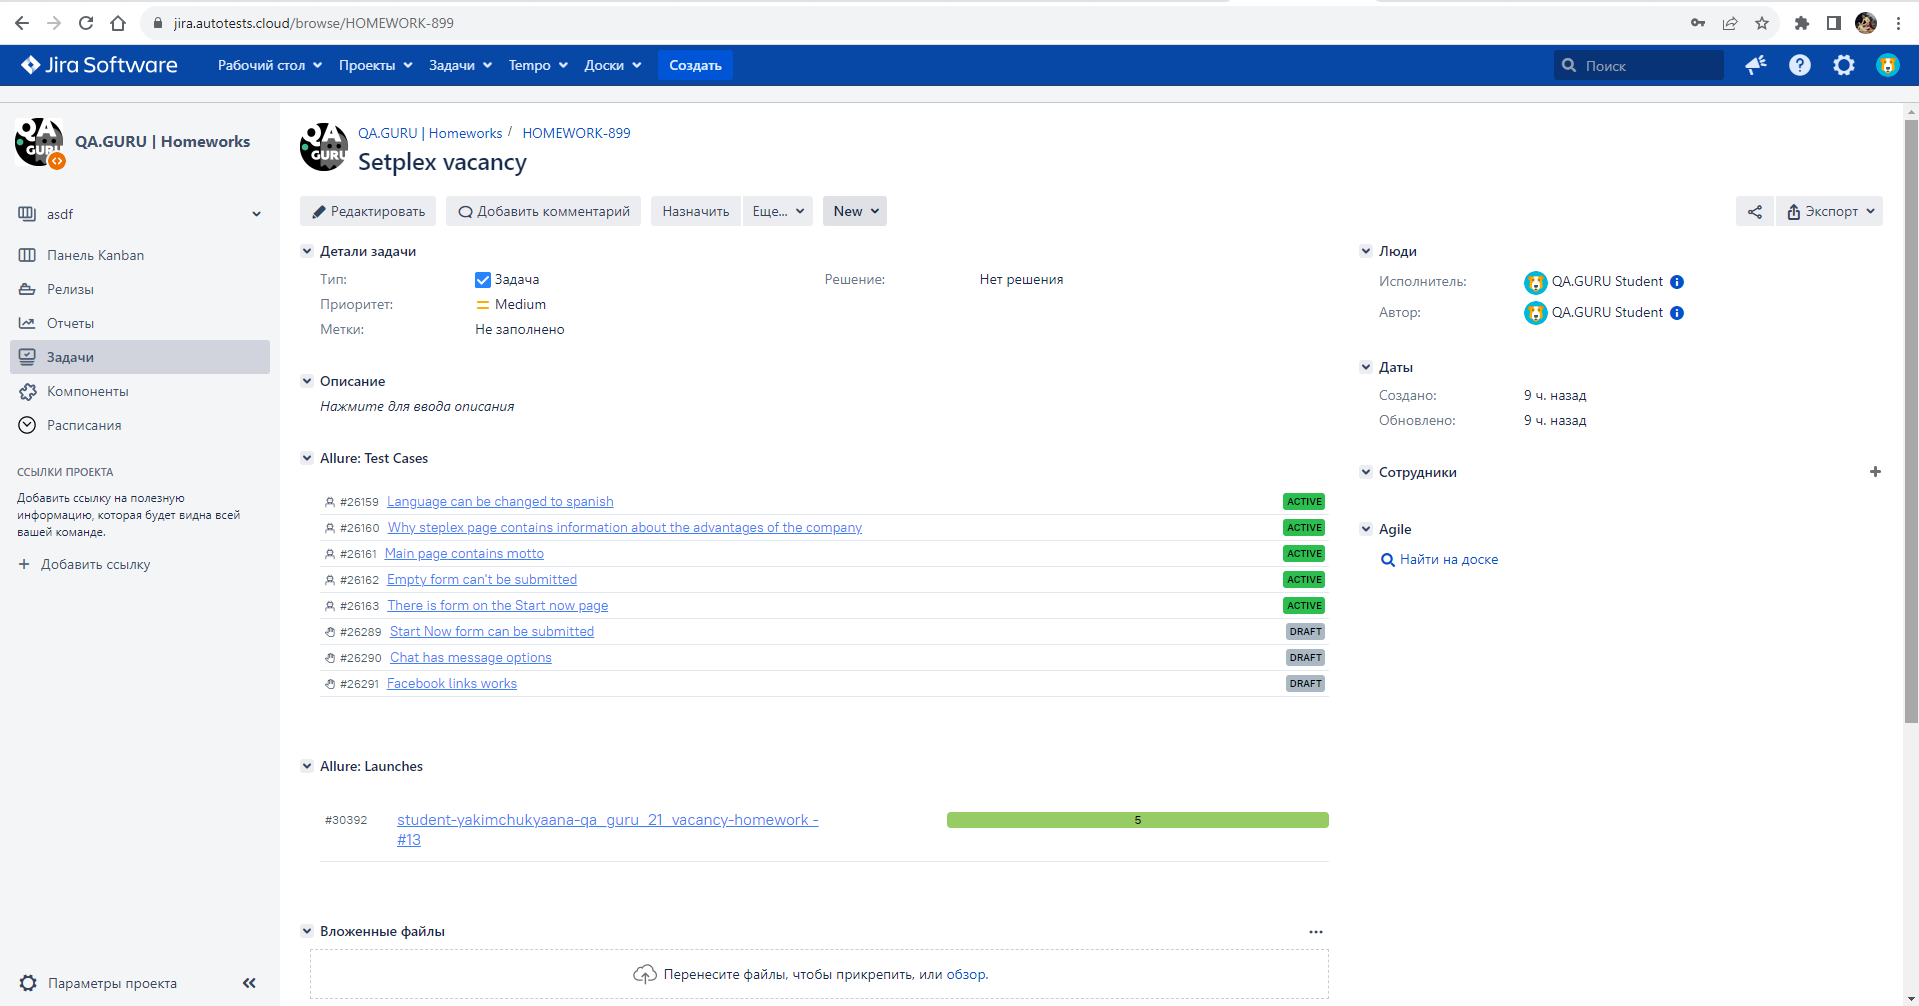 jira.autotests.cloud/browse/HOMEWORK-899
Jira Software
Рабочий стол
Проекты
Задачи
Tempo
Доски
Создать
Поиск
QA.GURU | Homeworks
asdf
Панель Kanban
Релизы
Отчеты
Задачи
Компоненты
Расписания
ССЫЛКИ ПРОЕКТА
Добавить ссылку на полезную
информацию, которая будет видна всей
вашей команде.
Добавить ссылку
Параметры проекта
QA
GURU
QA.GURU | Homeworks / HOMEWORK-899
Setplex vacancy
Редактировать
Добавить комментарий
Назначить
Еще...
New
Экспорт
Детали задачи
Тип: Задача
Решение: Нет решения
Приоритет: Medium
Метки: Не заполнено
Описание
Нажмите для ввода описания
Allure: Test Cases
#26159 Language can be changed to spanish ACTIVE
#26160 Why steplex page contains information about the advantages of the company ACTIVE
#26161 Main page contains motto ACTIVE
#26162 Empty form can't be submitted ACTIVE
#26163 There is form on the Start now page ACTIVE
#26289 Start Now form can be submitted DRAFT
#26290 Chat has message options DRAFT
#26291 Facebook links works DRAFT
Allure: Launches
#30392 student-yakimchukyaana-qa_guru_21_vacancy-homework - 5
#13
Вложенные файлы
Перенесите файлы, чтобы прикрепить, или обзор.
Люди
Исполнитель: QA.GURU Student
Автор: QA.GURU Student
Даты
Создано: 9 ч. назад
Обновлено: 9 ч. назад
Сотрудники
Agile
Найти на доске